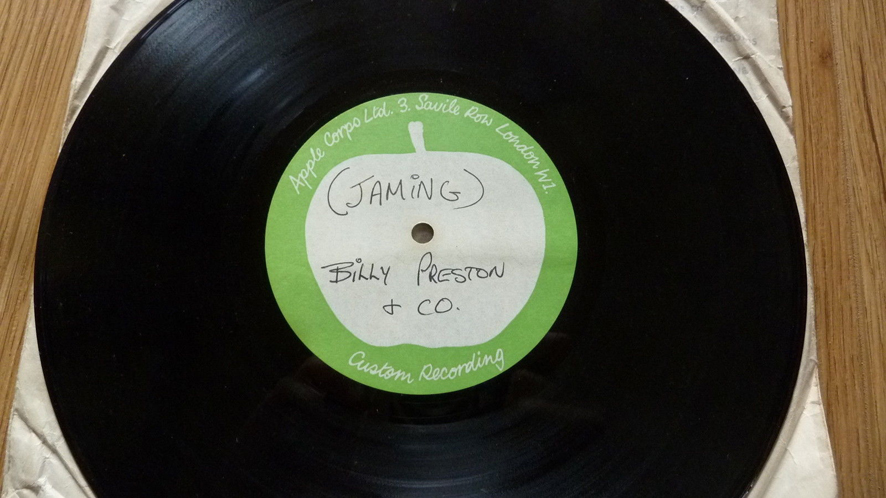 Apple Corps Ltd. 3. Savile Row London W1.
(JAMiNG)
BiLLY PRESTON
& CO.
Custom Recording